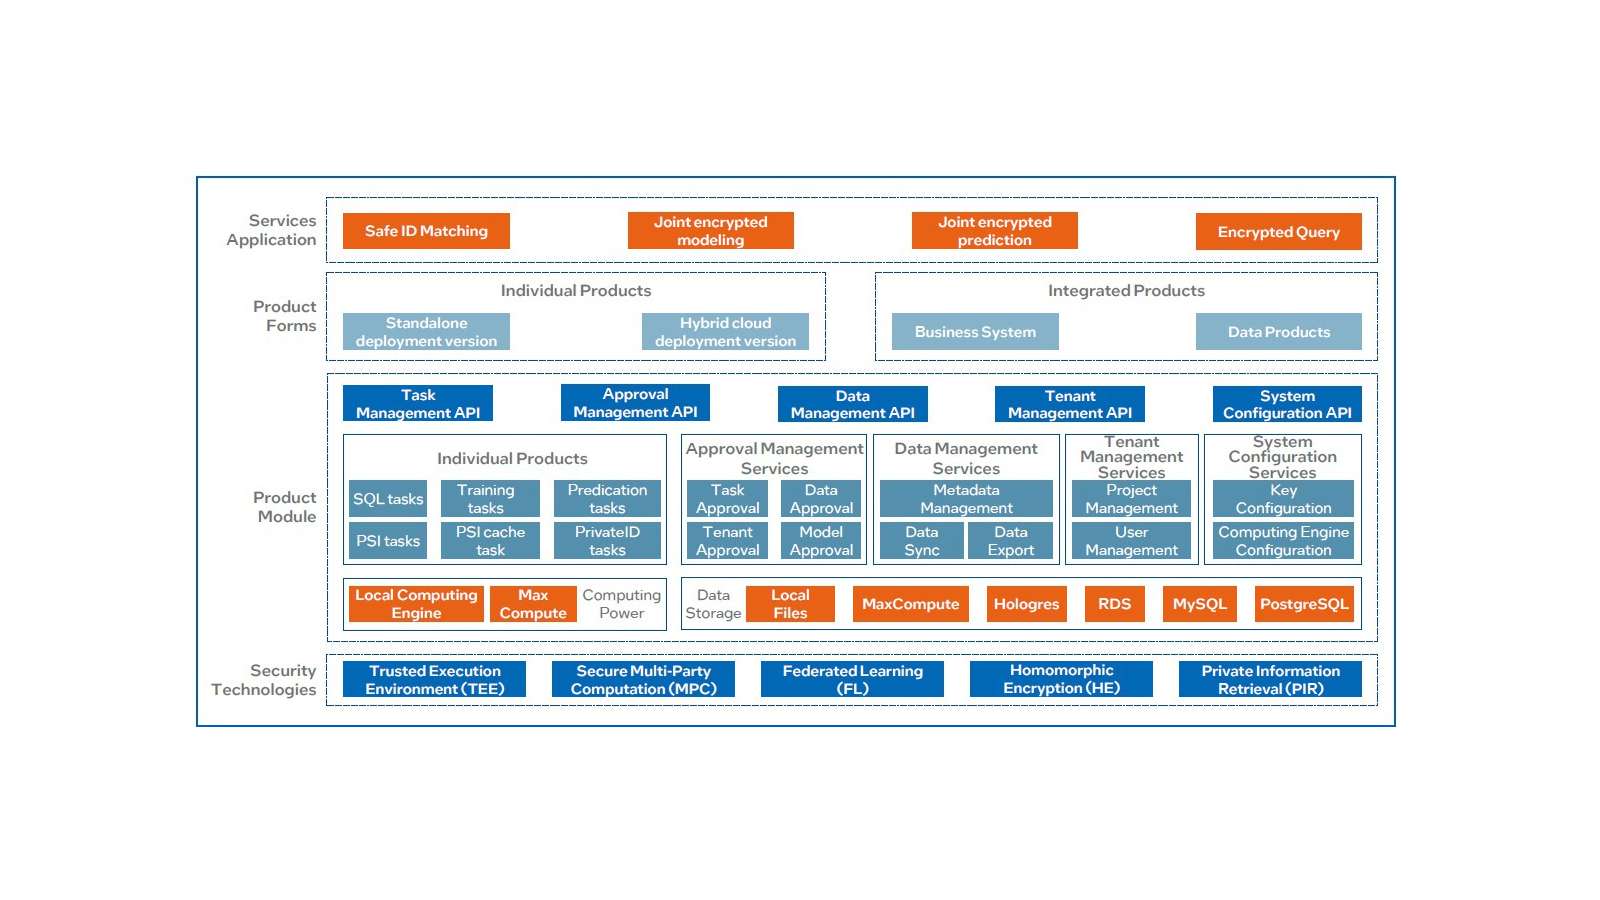 Services
Application
Safe ID Matching
Joint encrypted
modeling
Joint encrypted
prediction
Encrypted Query
Product
Forms
Individual Products
Standalone
deployment version
Hybrid cloud
deployment version
Integrated Products
Business System
Data Products
Product
Module
Task
Management API
Approval
Management API
Data
Management API
Tenant
Management API
System
Configuration API
Individual Products
SQL tasks
Training
tasks
Predication
tasks
PSI tasks
PSI cache
task
PrivateID
tasks
Approval Management
Services
Task
Approval
Data
Approval
Tenant
Approval
Model
Approval
Data Management
Services
Metadata
Management
Data
Sync
Data
Export
Tenant
Management
Services
Project
Management
User
Management
System
Configuration
Services
Key
Configuration
Computing Engine
Configuration
Local Computing
Engine
Max
Compute
Computing
Power
Data
Storage
Local
Files
MaxCompute
Hologres
RDS
MySQL
PostgreSQL
Security
Technologies
Trusted Execution
Environment (TEE)
Secure Multi-Party
Computation (MPC)
Federated Learning
(FL)
Homomorphic
Encryption (HE)
Private Information
Retrieval (PIR)